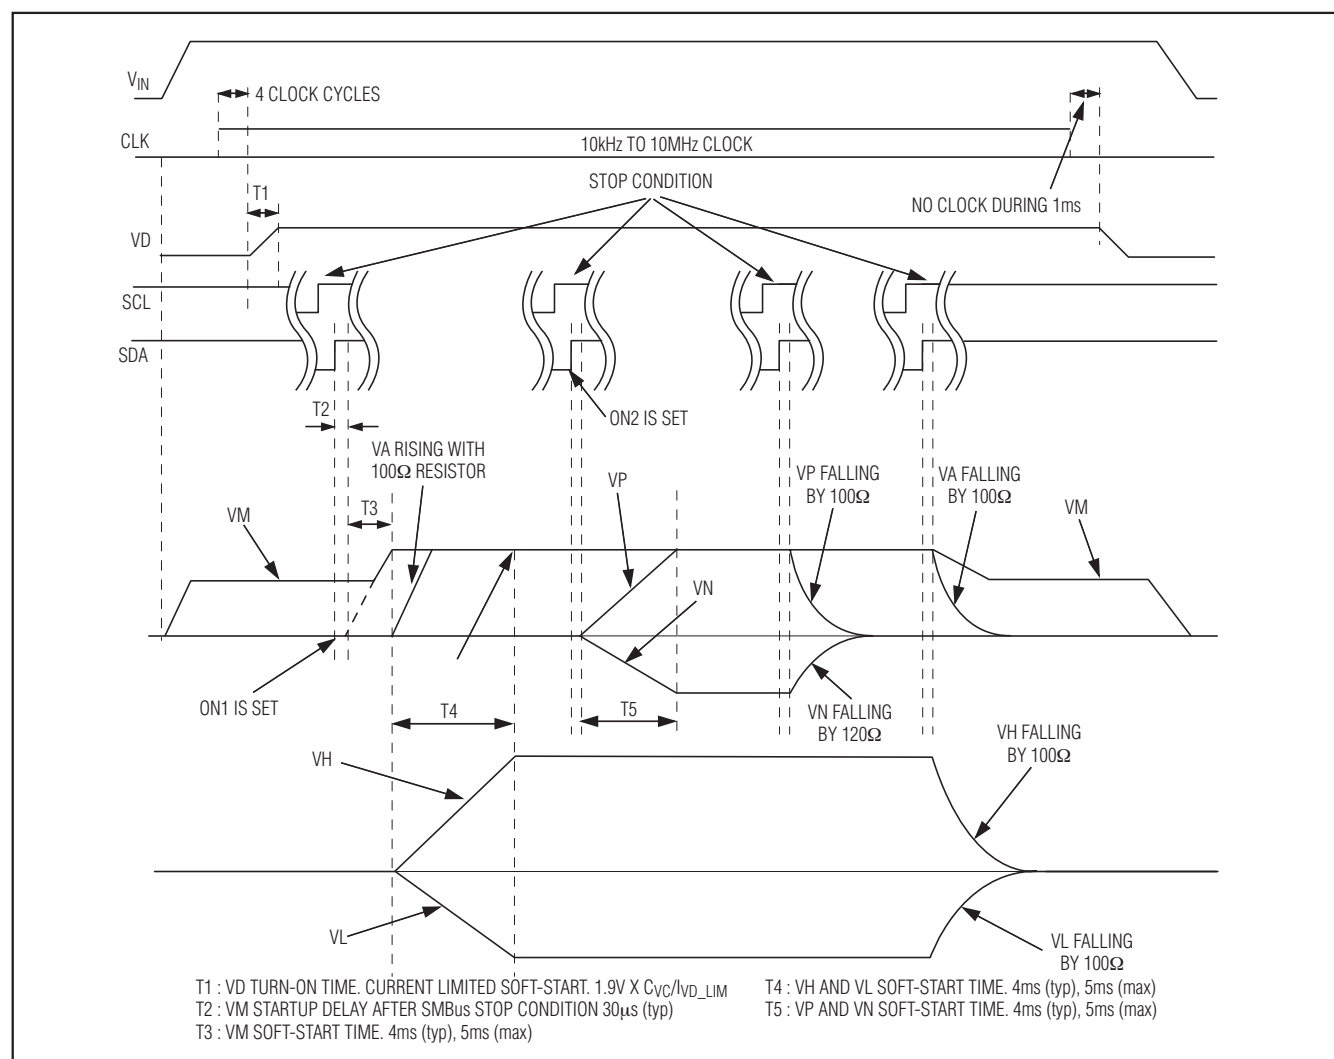 VIN
4 CLOCK CYCLES
CLK
10kHz TO 10MHz CLOCK
T1
STOP CONDITION
NO CLOCK DURING 1ms
VD
SCL
SDA
T2
ON2 IS SET
VA RISING WITH
100Ω RESISTOR
VP
VP FALLING
BY 100Ω
VA FALLING
BY 100Ω
VM
T3
VM
VN
ON1 IS SET
T4
T5
VN FALLING
BY 120Ω
VH FALLING
BY 100Ω
VH
VL
VL FALLING
BY 100Ω
T1 : VD TURN-ON TIME. CURRENT LIMITED SOFT-START. 1.9V X CVC/IVD_LIM
T2 : VM STARTUP DELAY AFTER SMBus STOP CONDITION 30µs (typ)
T3 : VM SOFT-START TIME. 4ms (typ), 5ms (max)
T4 : VH AND VL SOFT-START TIME. 4ms (typ), 5ms (max)
T5 : VP AND VN SOFT-START TIME. 4ms (typ), 5ms (max)